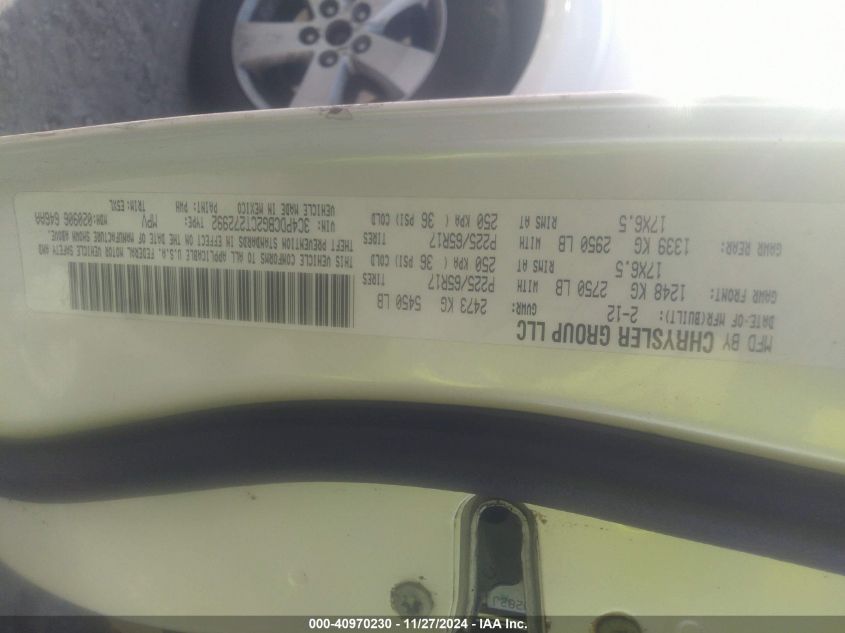 MFD BY CHRYSLER GROUP LLC
DATE-OF MFR(BUILT): 2-12 GVWR: 2473 KG 5450 LB
GAWR FRONT: 1248 KG 2750 LB WITH P225/65R17 TIRES
17X6.5 RIMS AT 250 KPA ( 36 PSI) COLD
GAWR REAR: 1339 KG 2950 LB WITH P225/65R17 TIRES
17X6.5 RIMS AT 250 KPA ( 36 PSI) COLD
THIS VEHICLE CONFORMS TO ALL APPLICABLE U.S.A. FEDERAL MOTOR VEHICLE SAFETY AND
THEFT PREVENTION STANDARDS IN EFFECT ON THE DATE OF MANUFACTURE SHOWN ABOVE.
VIN: 3C4PDCBG2CT272992 TYPE: MPV MDH:020906 646AA
VEHICLE MADE IN MEXICO PAINT: PWH TRIM: E5XL
000-40970230 - 11/27/2024 - IAA Inc.